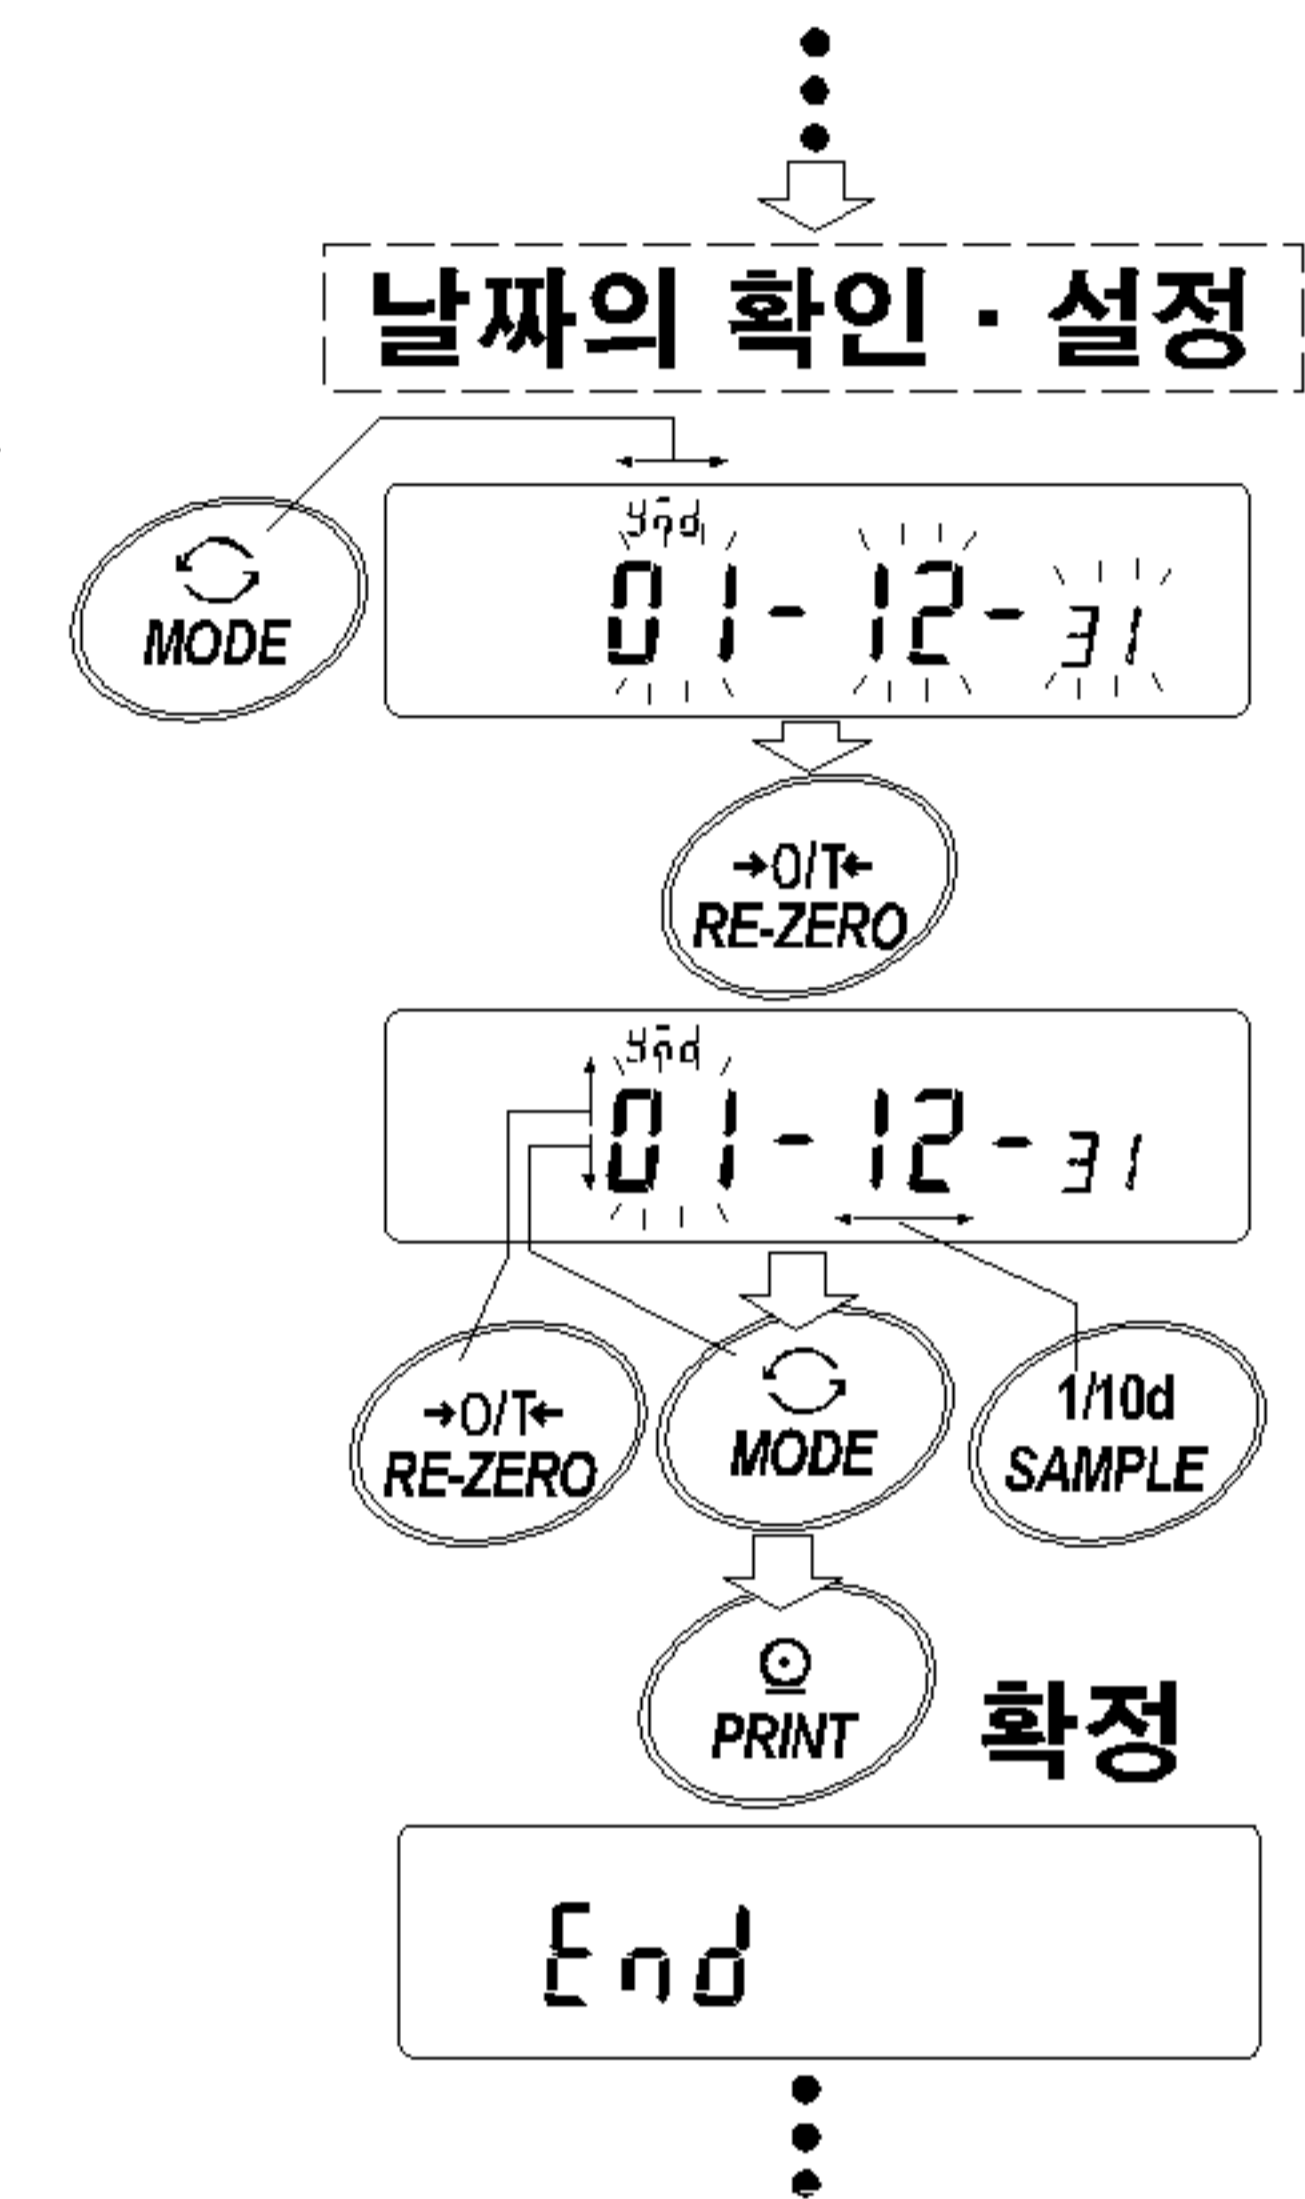 날짜의 확인 · 설정
ymd
01-12-31
MODE
→0/T←
RE-ZERO
ymd
01-12-31
→0/T←
RE-ZERO
MODE
1/10d
SAMPLE
PRINT
확정
End